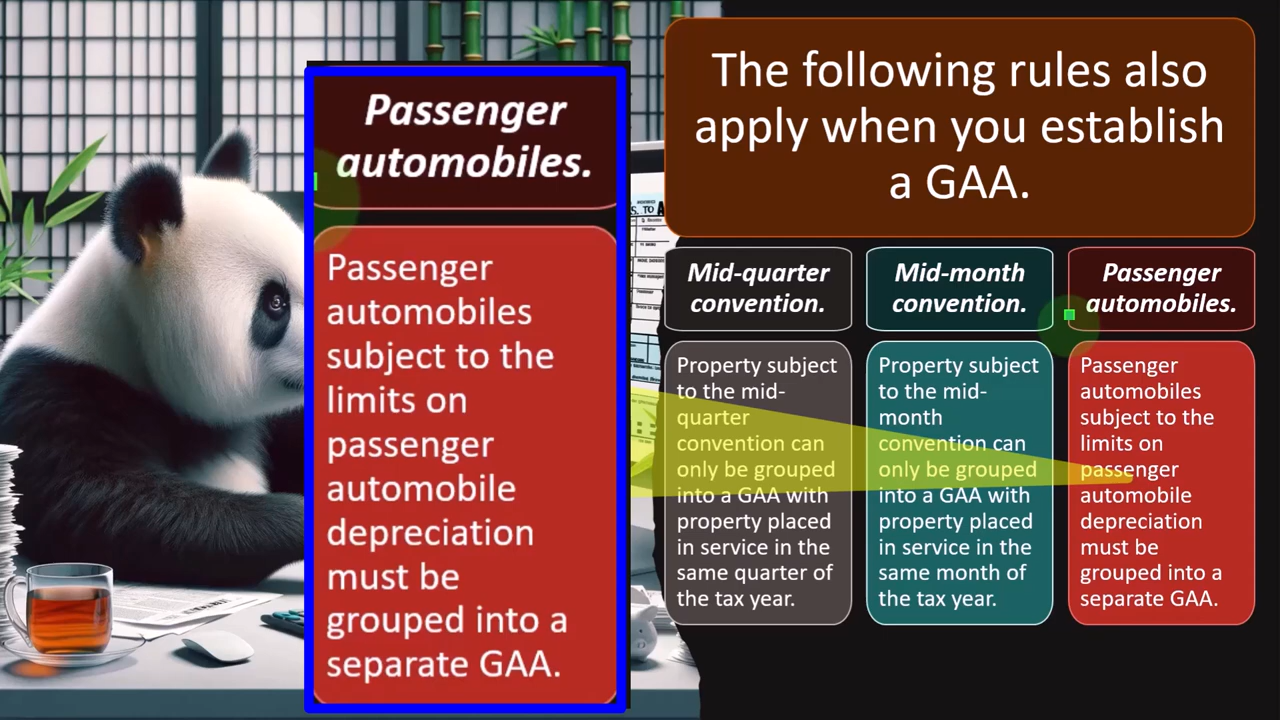 Passenger
automobiles.
Passenger
automobiles
subject to the
limits on
passenger
automobile
depreciation
must be
grouped into a
separate GAA.
The following rules also
apply when you establish
a GAA.
Mid-quarter
convention.
Property subject
to the mid-
quarter
convention can
only be grouped
into a GAA with
property placed
in service in the
same quarter of
the tax year.
Mid-month
convention.
Property subject
to the mid-
month
convention can
only be grouped
into a GAA with
property placed
in service in the
same month of
the tax year.
Passenger
automobiles.
Passenger
automobiles
subject to the
limits on
passenger
automobile
depreciation
must be
grouped into a
separate GAA.